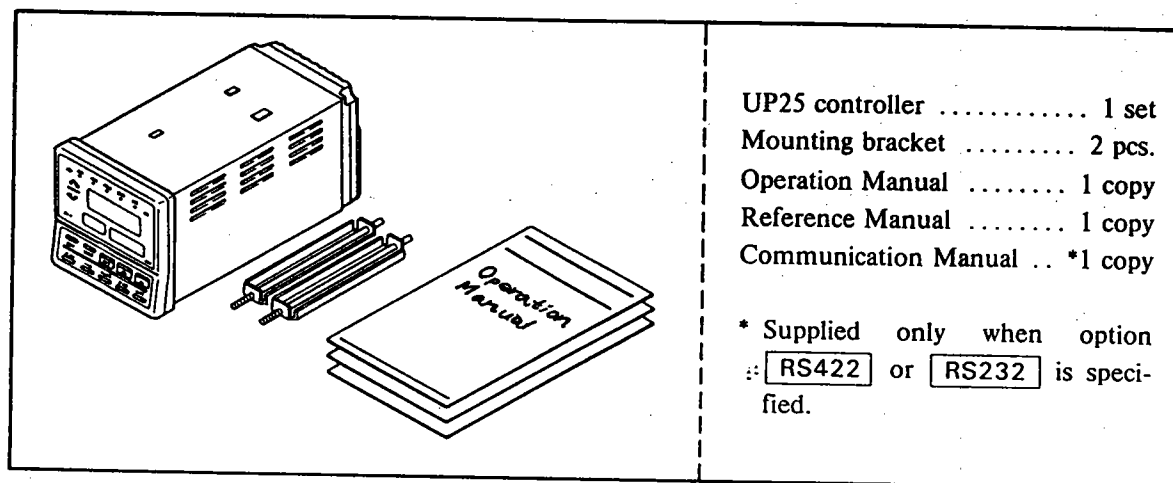 Operation
Manual
UP25 controller ............ 1 set
Mounting bracket ......... 2 pcs.
Operation Manual ........ 1 copy
Reference Manual ........ 1 copy
Communication Manual .. *1 copy
* Supplied only when option
RS422 or RS232 is speci-
fied.